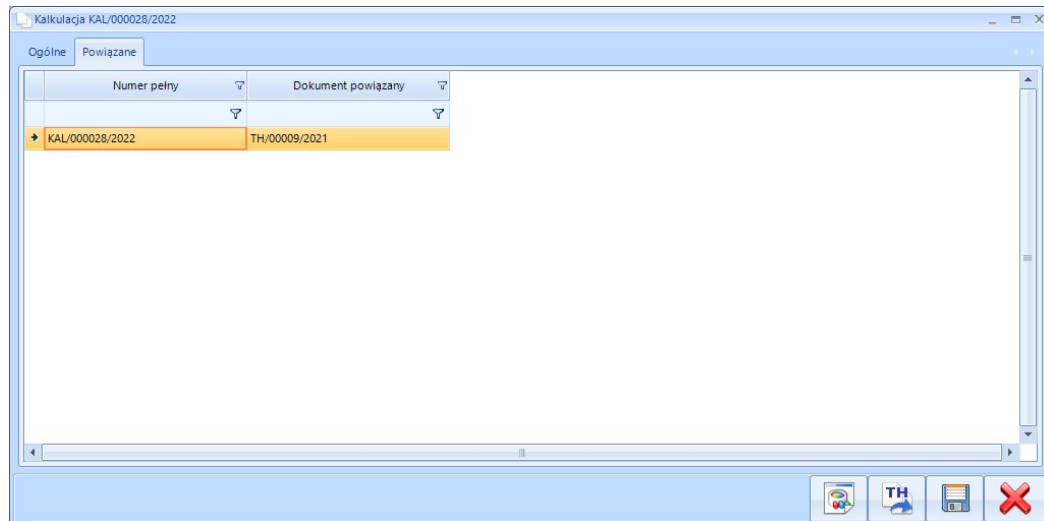 Kalkulacja KAL/000028/2022
Ogólne Powiązane
Numer pełny Dokument powiązany
KAL/000028/2022 TH/00009/2021
TH